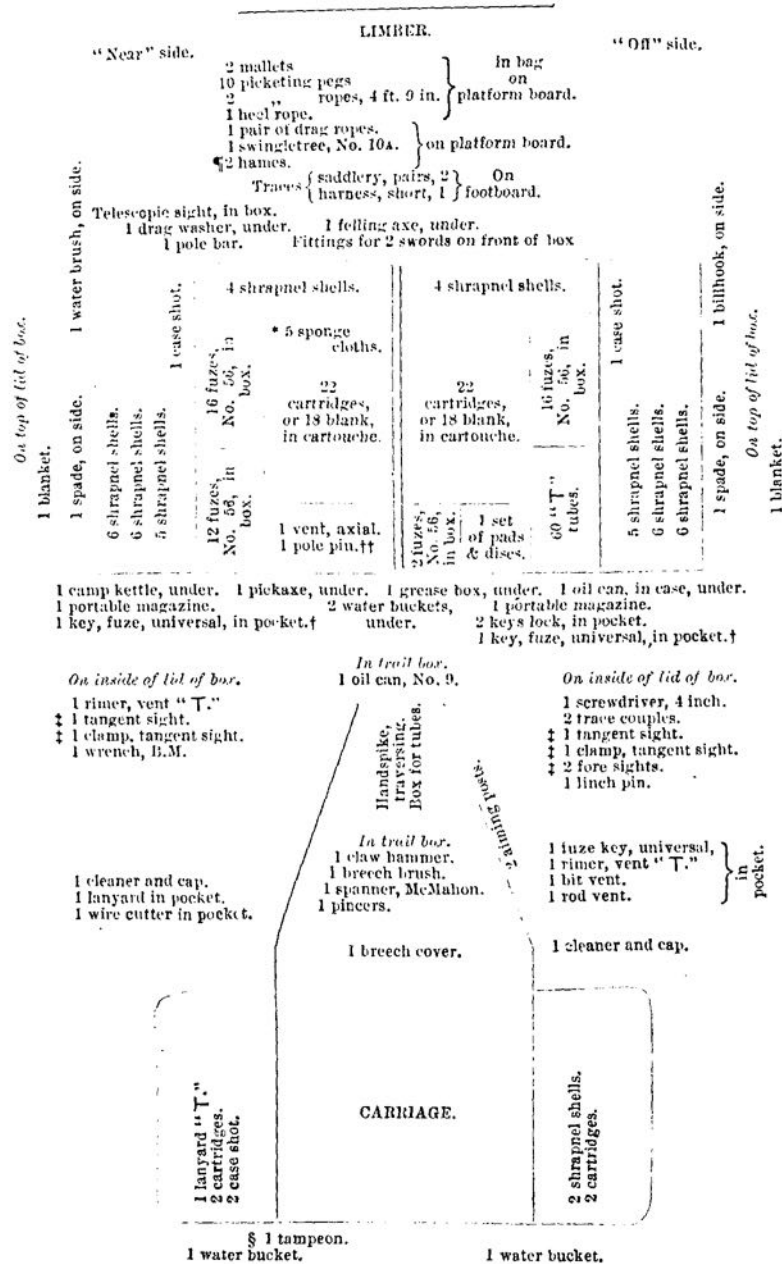 LIMBER.
"Near" side.
"Off" side.
2 mallets
10 picketing pegs
2 „ ropes, 4 ft. 9 in.
1 heel rope.
in bag
on
platform board.
1 pair of drag ropes.
1 swingletree, No. 10A.
¶2 hames.
on platform board.
Traces
saddlery, pairs, 2
harness, short, 1
On
footboard.
Telescopic sight, in box.
1 drag washer, under. 1 felling axe, under.
1 pole bar. Fittings for 2 swords on front of box
On top of lid of box.
1 blanket.
1 water brush, on side.
1 spade, on side.
6 shrapnel shells.
6 shrapnel shells.
5 shrapnel shells.
1 case shot.
16 fuzes,
No. 56, in
box.
12 fuzes,
No. 56, in
box.
4 shrapnel shells.
* 5 sponge
cloths.
22
cartridges,
or 18 blank,
in cartouche.
1 vent, axial.
1 pole pin.††
4 shrapnel shells.
22
cartridges,
or 18 blank,
in cartouche.
2 fuzes,
No. 56,
in box.
1 set
of pads
& discs.
16 fuzes,
No. 56, in
box.
60 "T"
tubes.
1 case shot.
5 shrapnel shells.
6 shrapnel shells.
6 shrapnel shells.
1 billhook, on side.
1 spade, on side.
On top of lid of box.
1 blanket.
1 camp kettle, under. 1 pickaxe, under. 1 grease box, under. 1 oil can, in case, under.
1 portable magazine. 2 water buckets, 1 portable magazine.
1 key, fuze, universal, in pocket.† under. 2 keys lock, in pocket.
1 key, fuze, universal, in pocket.†
On inside of lid of box.
1 rimer, vent "T."
‡ 1 tangent sight.
‡ 1 clamp, tangent sight.
1 wrench, B.M.
In trail box.
1 oil can, No. 9.
Handspike,
traversing.
Box for tubes.
2 aiming posts.
On inside of lid of box.
1 screwdriver, 4 inch.
2 trace couples.
‡ 1 tangent sight.
‡ 1 clamp, tangent sight.
‡ 2 fore sights.
1 linch pin.
1 cleaner and cap.
1 lanyard in pocket.
1 wire cutter in pocket.
In trail box.
1 claw hammer.
1 breech brush.
1 spanner, McMahon.
1 pincers.
1 fuze key, universal,
1 rimer, vent "T."
1 bit vent.
1 rod vent.
in
pocket.
1 breech cover.
1 cleaner and cap.
1 lanyard "T."
2 cartridges.
2 case shot.
CARRIAGE.
2 shrapnel shells.
2 cartridges.
§ 1 tampeon.
1 water bucket.
1 water bucket.